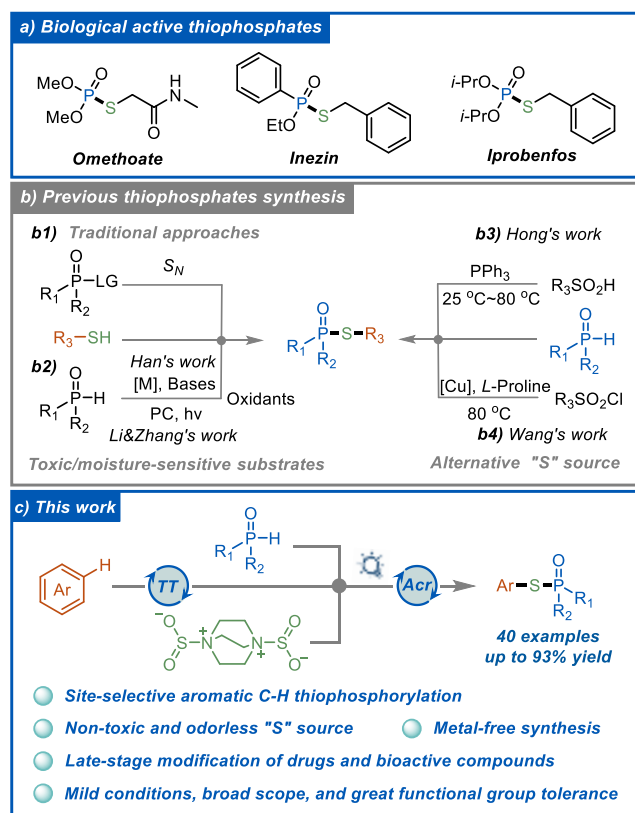 a) Biological active thiophosphates
MeO O
P
MeO S
H
N
O
Omethoate
O
P
EtO S
Inezin
i-PrO O
P
i-PrO S
Iprobenfos
b) Previous thiophosphates synthesis
b1) Traditional approaches
O
P LG
R1 R2
SN
R3 SH
b2)
Han's work
[M], Bases
O
P H
R1 R2
Oxidants
PC, hv
Li&Zhang's work
Toxic/moisture-sensitive substrates
O
P S R3
R1 R2
b3) Hong's work
PPh3
25 °C~80 °C
R3SO2H
O
P H
R1 R2
[Cu], L-Proline
80 °C
R3SO2Cl
b4) Wang's work
Alternative "S" source
c) This work
H
Ar
TT
O
P H
R1 R2
-O
S N+
O
+N S O
O-
Acr
O
Ar S P R1
R2
40 examples
up to 93% yield
Site-selective aromatic C-H thiophosphorylation
Non-toxic and odorless "S" source
Metal-free synthesis
Late-stage modification of drugs and bioactive compounds
Mild conditions, broad scope, and great functional group tolerance